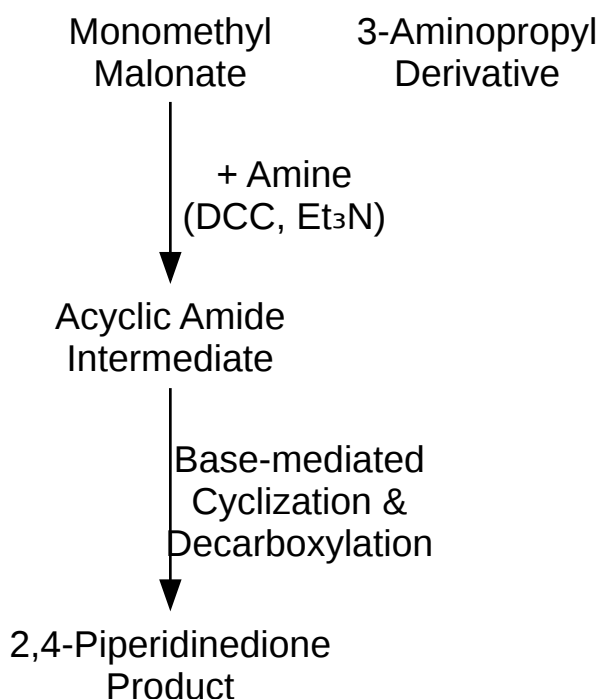 Monomethyl
Malonate
3-Aminopropyl
Derivative
+ Amine
(DCC, Et₃N)
Acyclic Amide
Intermediate
Base-mediated
Cyclization &
Decarboxylation
2,4-Piperidinedione
Product